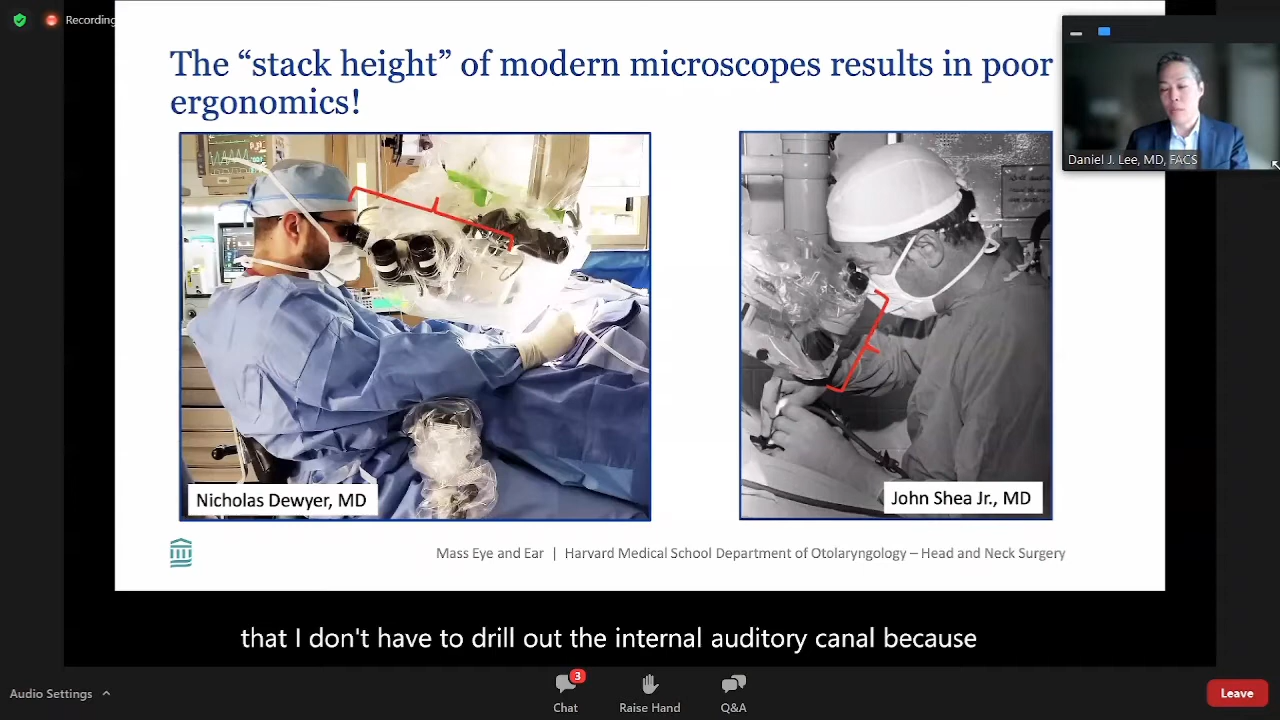 Recording
The “stack height” of modern microscopes results in poor
ergonomics!
Daniel J. Lee, MD, FACS
Nicholas Dewyer, MD
John Shea Jr., MD
Mass Eye and Ear | Harvard Medical School Department of Otolaryngology – Head and Neck Surgery
that I don't have to drill out the internal auditory canal because
Audio Settings
3
Chat
Raise Hand
Q&A
Leave